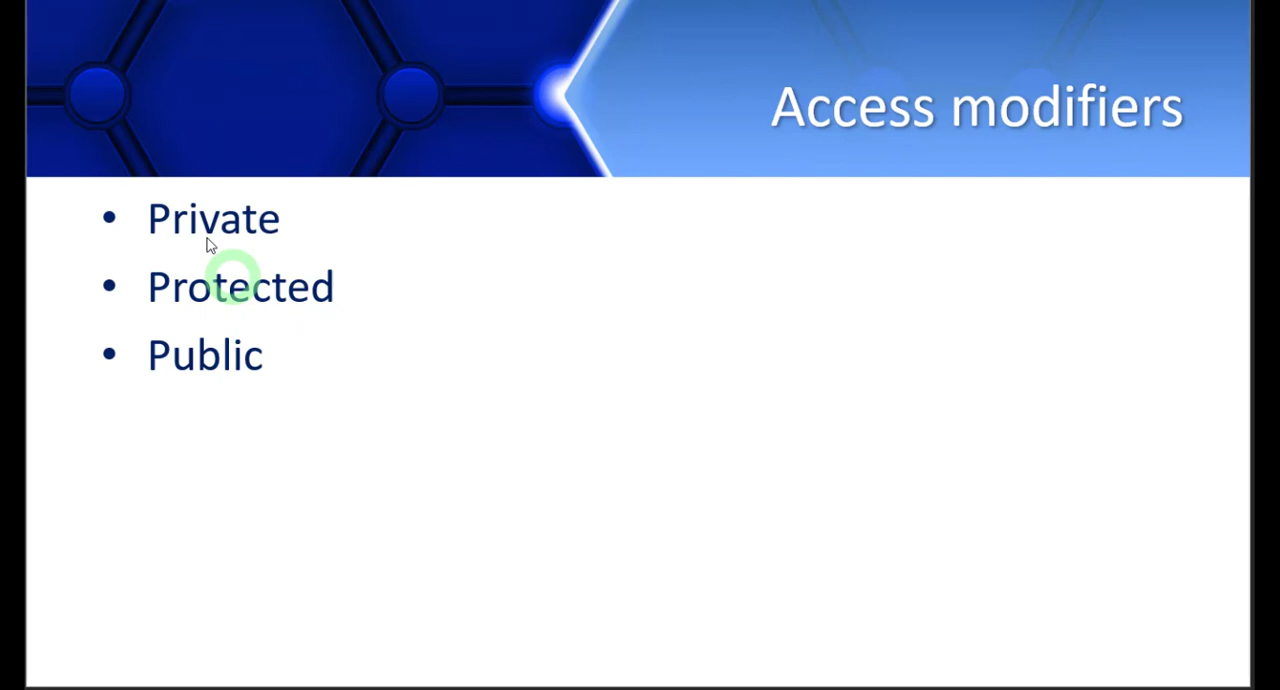 Access modifiers
• Private
• Protected
• Public